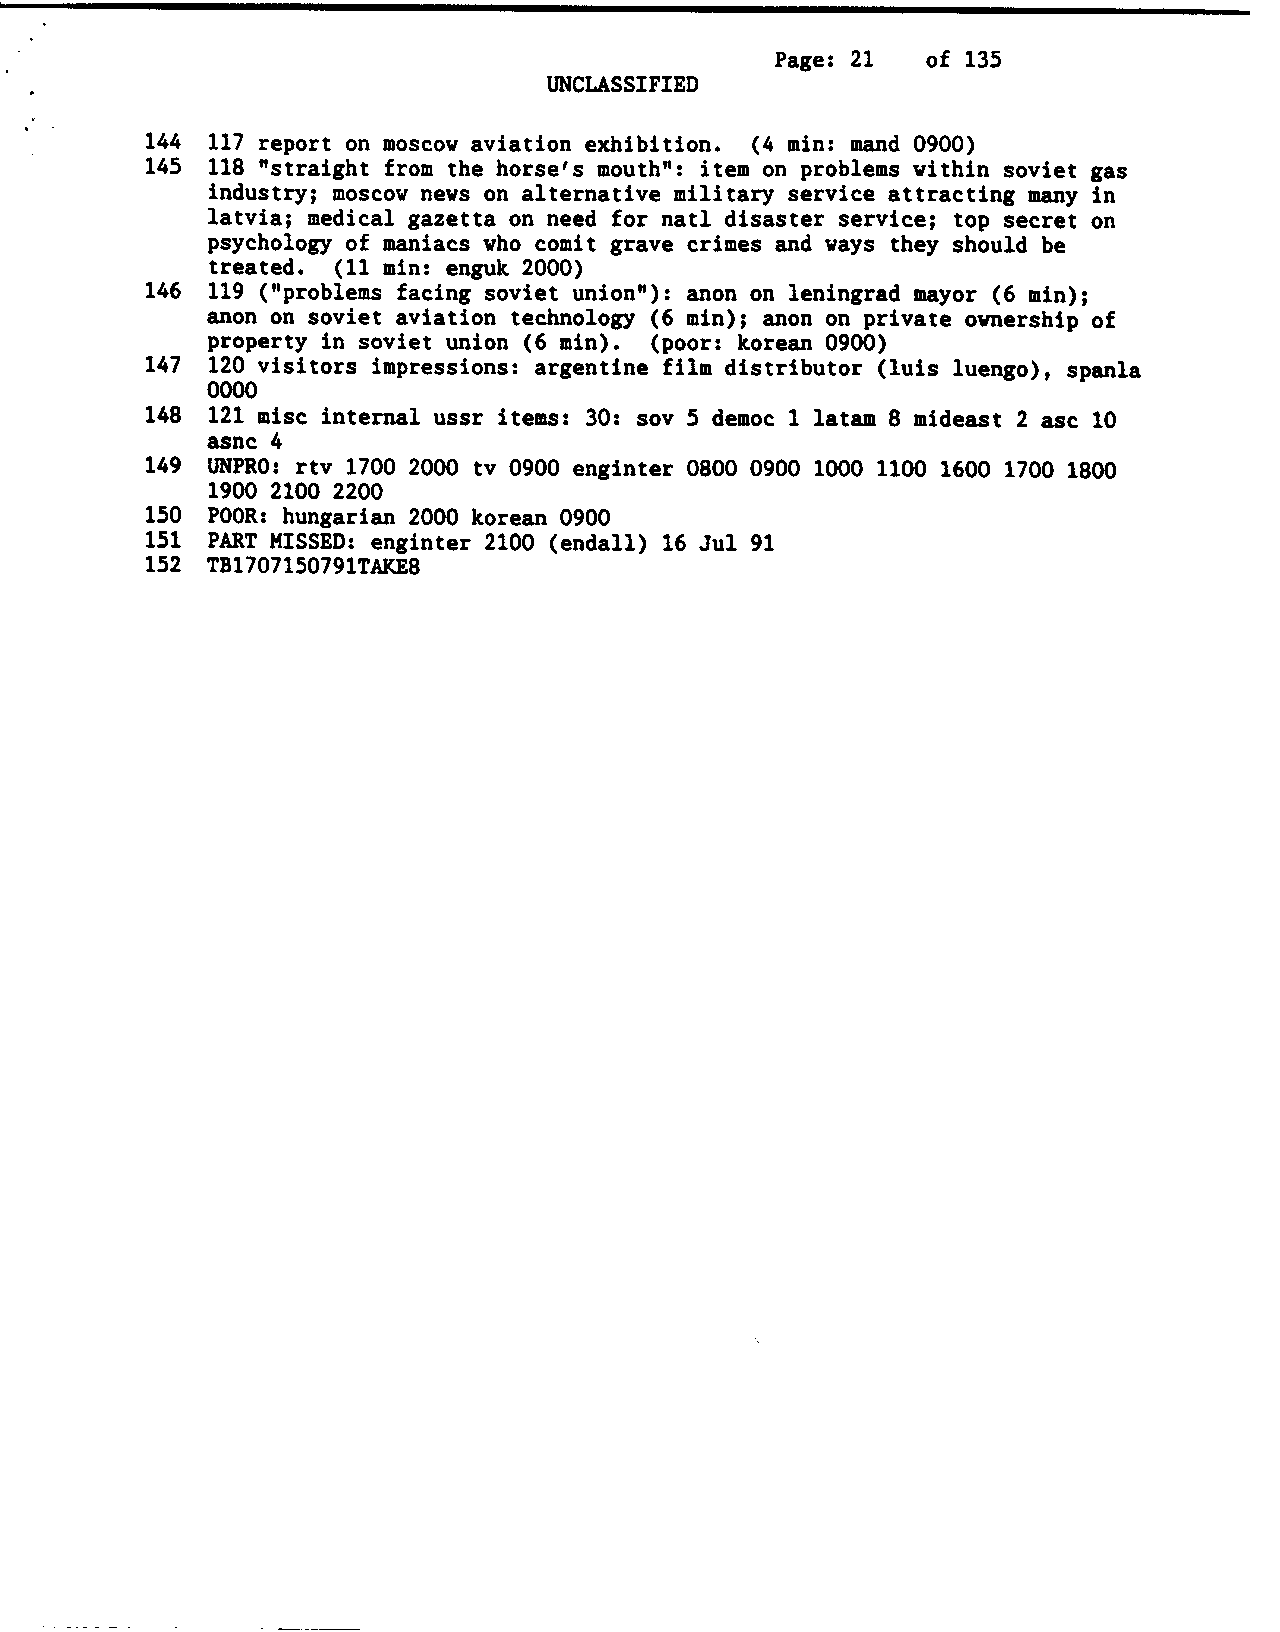 Page: 21 of 135
UNCLASSIFIED
144 117 report on moscow aviation exhibition. (4 min: mand 0900)
145 118 "straight from the horse's mouth": item on problems within soviet gas
industry; moscow news on alternative military service attracting many in
latvia; medical gazetta on need for natl disaster service; top secret on
psychology of maniacs who comit grave crimes and ways they should be
treated. (11 min: enguk 2000)
146 119 ("problems facing soviet union"): anon on leningrad mayor (6 min);
anon on soviet aviation technology (6 min); anon on private ownership of
property in soviet union (6 min). (poor: korean 0900)
147 120 visitors impressions: argentine film distributor (luis luengo), spanla
0000
148 121 misc internal ussr items: 30: sov 5 democ 1 latam 8 mideast 2 asc 10
asnc 4
149 UNPRO: rtv 1700 2000 tv 0900 enginter 0800 0900 1000 1100 1600 1700 1800
1900 2100 2200
150 POOR: hungarian 2000 korean 0900
151 PART MISSED: enginter 2100 (endall) 16 Jul 91
152 TB1707150791TAKE8